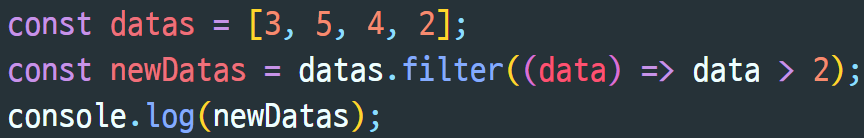 const datas = [3, 5, 4, 2];
const newDatas = datas.filter((data) => data > 2);
console.log(newDatas);